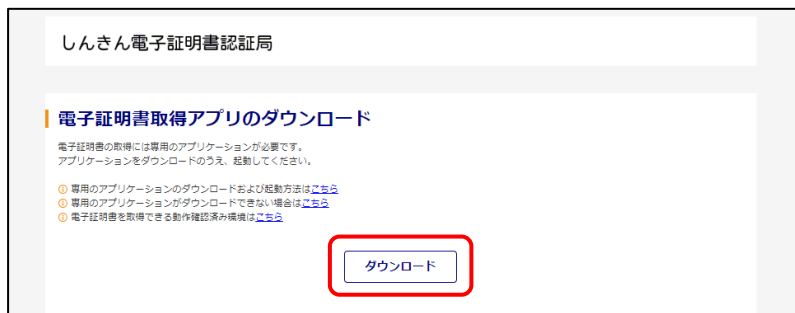 しんきん電子証明書認証局
電子証明書取得アプリのダウンロード
電子証明書の取得には専用のアプリケーションが必要です。
アプリケーションをダウンロードのうえ、起動してください。
専用のアプリケーションのダウンロードおよび起動方法はこちら
専用のアプリケーションがダウンロードできない場合はこちら
電子証明書を取得できる動作確認済み環境はこちら
ダウンロード